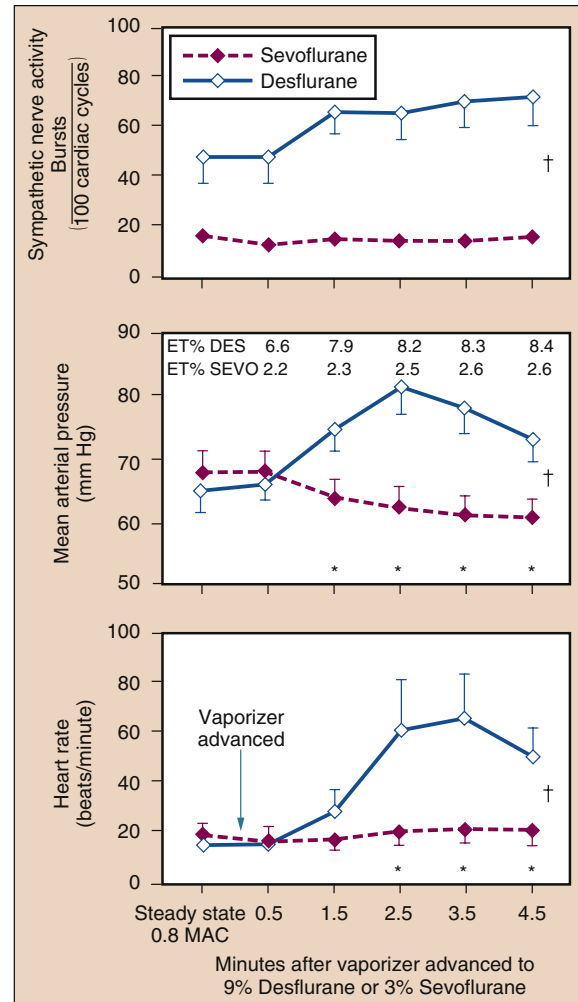 Sevoflurane
Desflurane
Sympathetic nerve activity
Bursts
(100 cardiac cycles)
100
80
60
40
20
0
†
Mean arterial pressure
(mm Hg)
90
80
70
60
50
ET% DES 6.6 7.9 8.2 8.3 8.4
ET% SEVO 2.2 2.3 2.5 2.6 2.6
†
* * * *
Heart rate
(beats/minute)
100
80
60
40
20
0
Vaporizer
advanced
†
* * *
Steady state 0.5 1.5 2.5 3.5 4.5
0.8 MAC
Minutes after vaporizer advanced to
9% Desflurane or 3% Sevoflurane